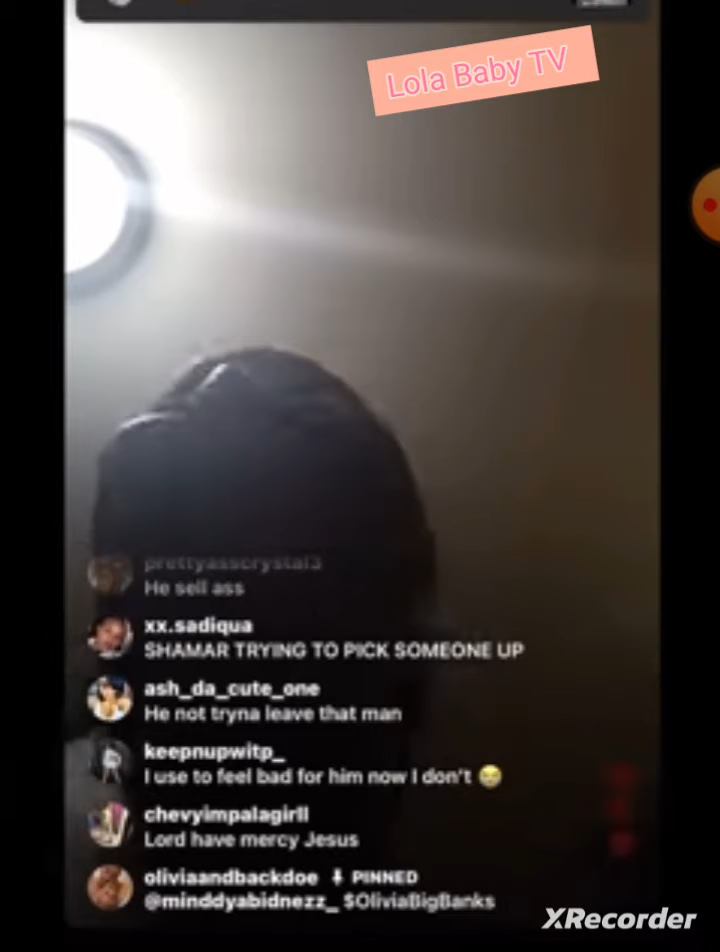 Lola Baby TV
prettyasscrystal3
He sell ass
xx.sadiqua
SHAMAR TRYING TO PICK SOMEONE UP
ash_da_cute_one
He not tryna leave that man
keepnupwitp_
I use to feel bad for him now I don't 😭
chevyimpalagirll
Lord have mercy Jesus
oliviaandbackdoe PINNED
@minddyabidnezz_ $OliviaBigBanks
XRecorder